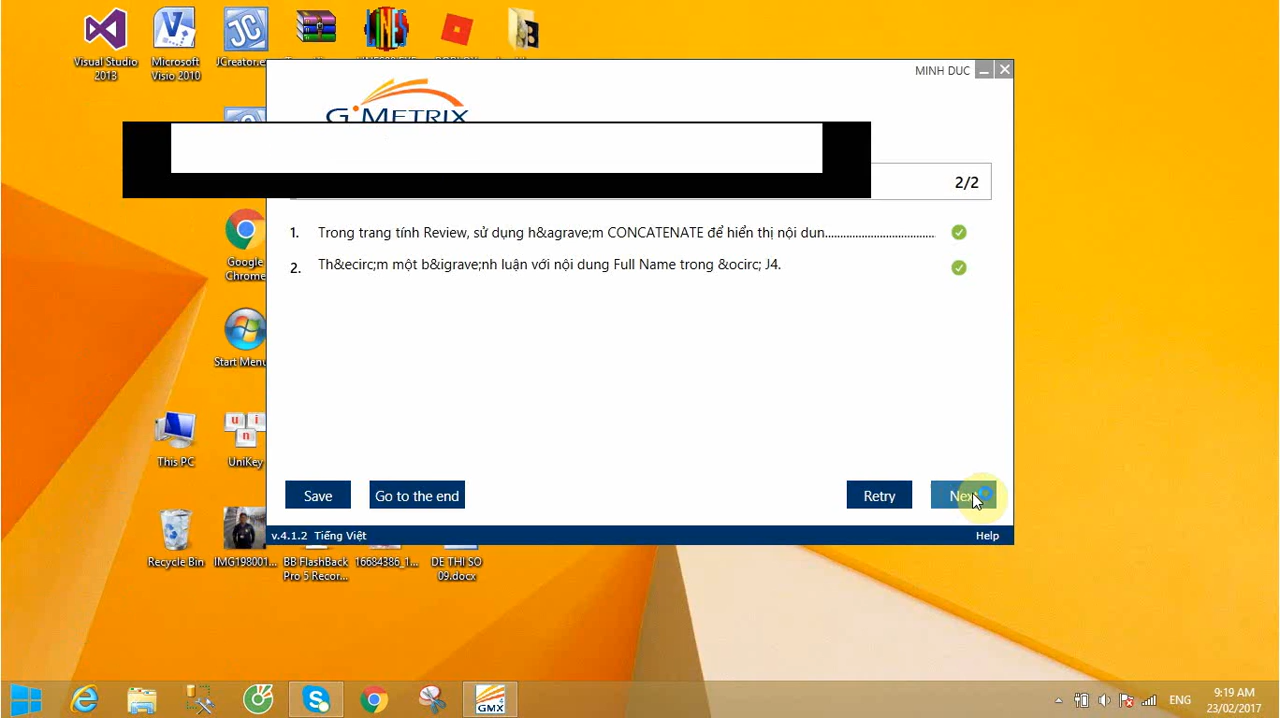 Visual Studio
2013
Microsoft
Visio 2010
JCreator
MINH DUC
G·METRIX
2/2
1. Trong trang tính Review, sử dụng h&agrave;m CONCATENATE để hiển thị nội dun....................................
2. Th&ecirc;m một b&igrave;nh luận với nội dung Full Name trong &ocirc; J4.
Google
Chrome
Start Menu
This PC
UniKey
Save
Go to the end
Retry
Next
v.4.1.2 Tiếng Việt
Help
Recycle Bin
IMG198001...
BB FlashBack
Pro 5 Recor...
16684386_1...
DE THI SO
09.docx
GMX
ENG
9:19 AM
23/02/2017